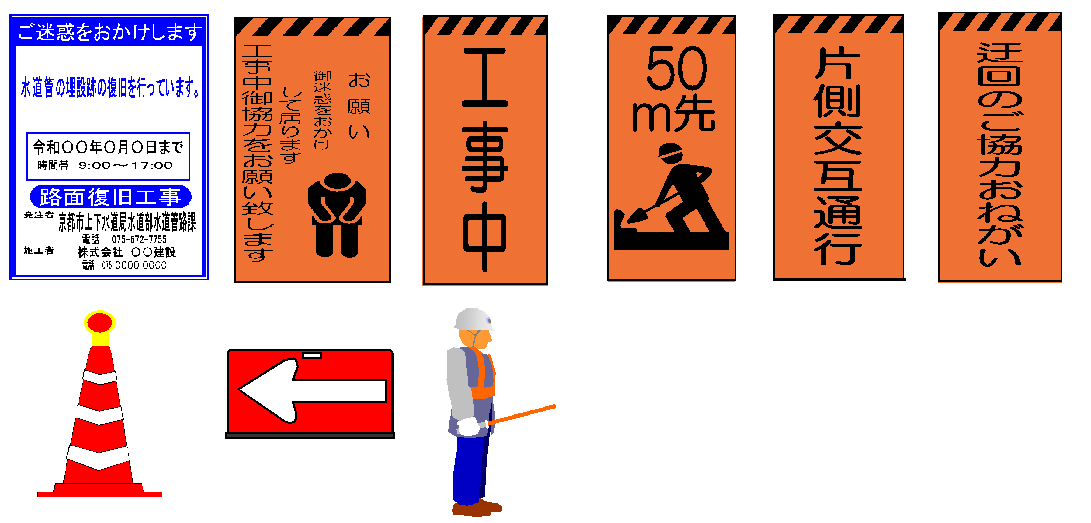 ご迷惑をおかけします
水道管の埋設跡の復旧を行っています。
令和〇〇年〇月〇日まで
時間帯 9:00～17:00
路面復旧工事
発注者 京都市上下水道局水道部水道管路課
電話 075-672-7755
施工者 株式会社 〇〇建設
電話
お願い
御迷惑をおかけ
して居ります
工事中御協力をお願い致します
工事中
50
m先
片側交互通行
迂回のご協力おねがい